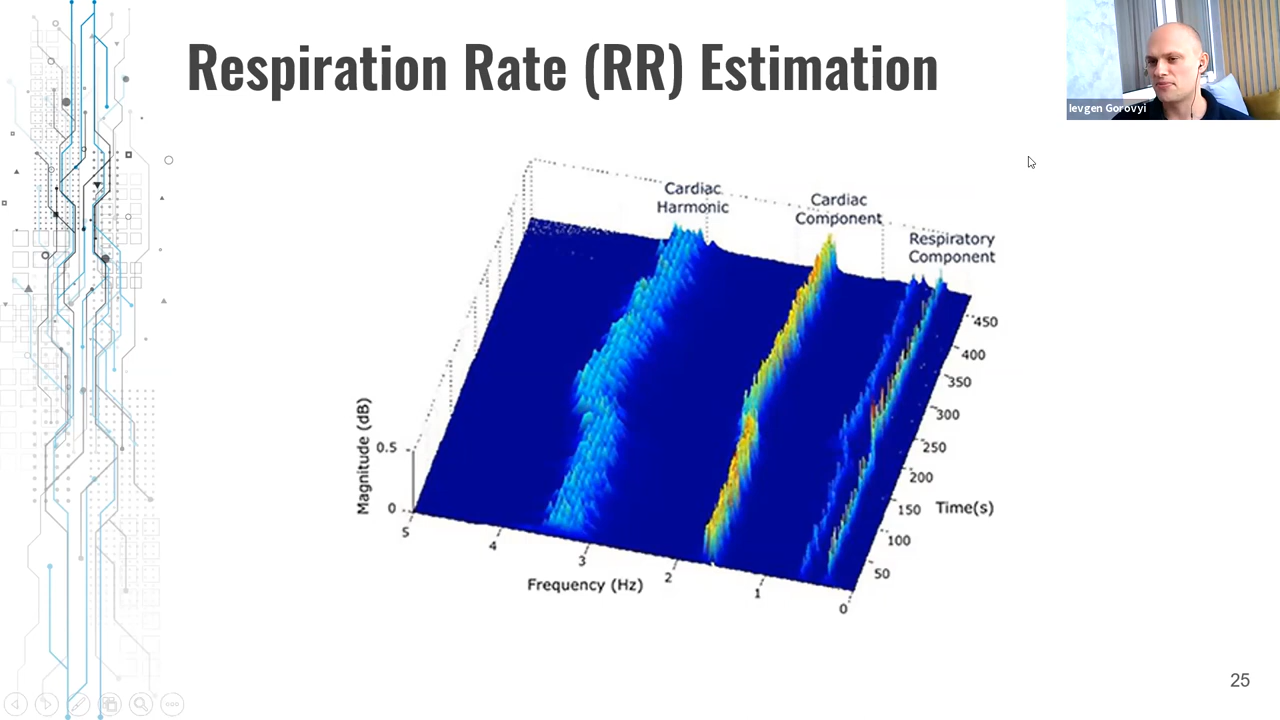 Respiration Rate (RR) Estimation
Ievgen Gorovyi
Cardiac
Harmonic
Cardiac
Component
Respiratory
Component
450
400
350
300
250
200
150
100
50
Time(s)
Magnitude (dB)
0.5
0
5
4
3
2
1
0
Frequency (Hz)
25